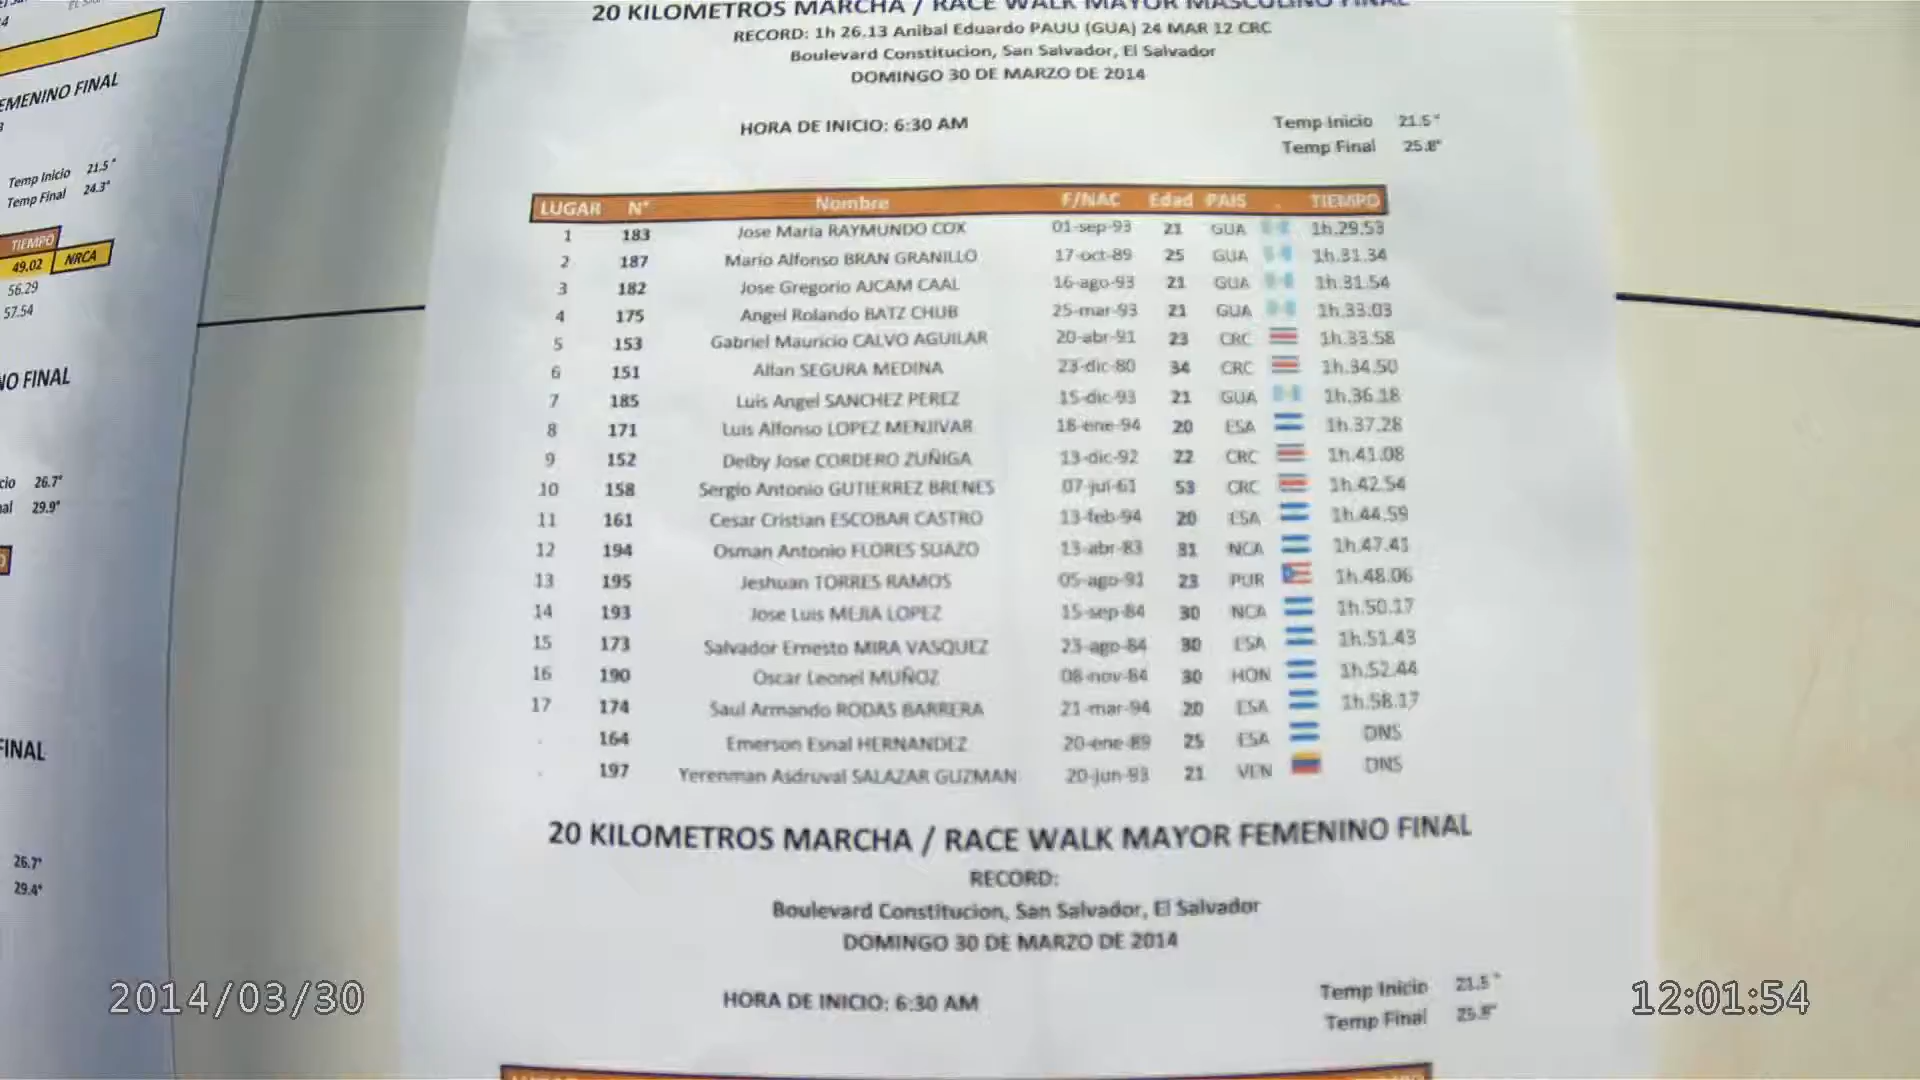 EMENINO FINAL
Temp Inicio 21.5°
Temp Final 24.3°
TIEMPO
49.02 NRCA
56.29
57.54
NO FINAL
cio 26.7°
al 29.9°
FINAL
26.7°
29.4°
20 KILOMETROS MARCHA / RACE WALK MAYOR MASCULINO FINAL
RECORD: 1h 26.13 Anibal Eduardo PAUU (GUA) 24 MAR 12 CRC
Boulevard Constitucion, San Salvador, El Salvador
DOMINGO 30 DE MARZO DE 2014
HORA DE INICIO: 6:30 AM
Temp Inicio 21.5°
Temp Final 25.8°
LUGAR N° Nombre F/NAC Edad PAIS . TIEMPO
1 183 Jose Maria RAYMUNDO COX 01-sep-93 21 GUA 1h.29.53
2 187 Mario Alfonso BRAN GRANILLO 17-oct-89 25 GUA 1h.31.34
3 182 Jose Gregorio AJCAM CAAL 16-ago-93 21 GUA 1h.31.54
4 175 Angel Rolando BATZ CHUB 25-mar-93 21 GUA 1h.33.03
5 153 Gabriel Mauricio CALVO AGUILAR 20-abr-91 23 CRC 1h.33.58
6 151 Allan SEGURA MEDINA 23-dic-80 34 CRC 1h.34.50
7 185 Luis Angel SANCHEZ PEREZ 15-dic-93 21 GUA 1h.36.18
8 171 Luis Alfonso LOPEZ MENJIVAR 18-ene-94 20 ESA 1h.37.28
9 152 Deiby Jose CORDERO ZUÑIGA 13-dic-92 22 CRC 1h.41.08
10 158 Sergio Antonio GUTIERREZ BRENES 07-jul-61 53 CRC 1h.42.54
11 161 Cesar Cristian ESCOBAR CASTRO 13-feb-94 20 ESA 1h.44.59
12 194 Osman Antonio FLORES SUAZO 13-abr-83 31 NCA 1h.47.41
13 195 Jeshuan TORRES RAMOS 05-ago-91 23 PUR 1h.48.06
14 193 Jose Luis MEJIA LOPEZ 15-sep-84 30 NCA 1h.50.17
15 173 Salvador Ernesto MIRA VASQUEZ 23-ago-84 30 ESA 1h.51.43
16 190 Oscar Leonel MUÑOZ 08-nov-84 30 HON 1h.52.44
17 174 Saul Armando RODAS BARRERA 21-mar-94 20 ESA 1h.58.17
. 164 Emerson Esnal HERNANDEZ 20-ene-89 25 ESA DNS
. 197 Yerenman Asdruval SALAZAR GUZMAN 20-jun-93 21 VEN DNS
20 KILOMETROS MARCHA / RACE WALK MAYOR FEMENINO FINAL
RECORD:
Boulevard Constitucion, San Salvador, El Salvador
DOMINGO 30 DE MARZO DE 2014
HORA DE INICIO: 6:30 AM
Temp Inicio 21.5°
Temp Final 25.8°
2014/03/30
12:01:54